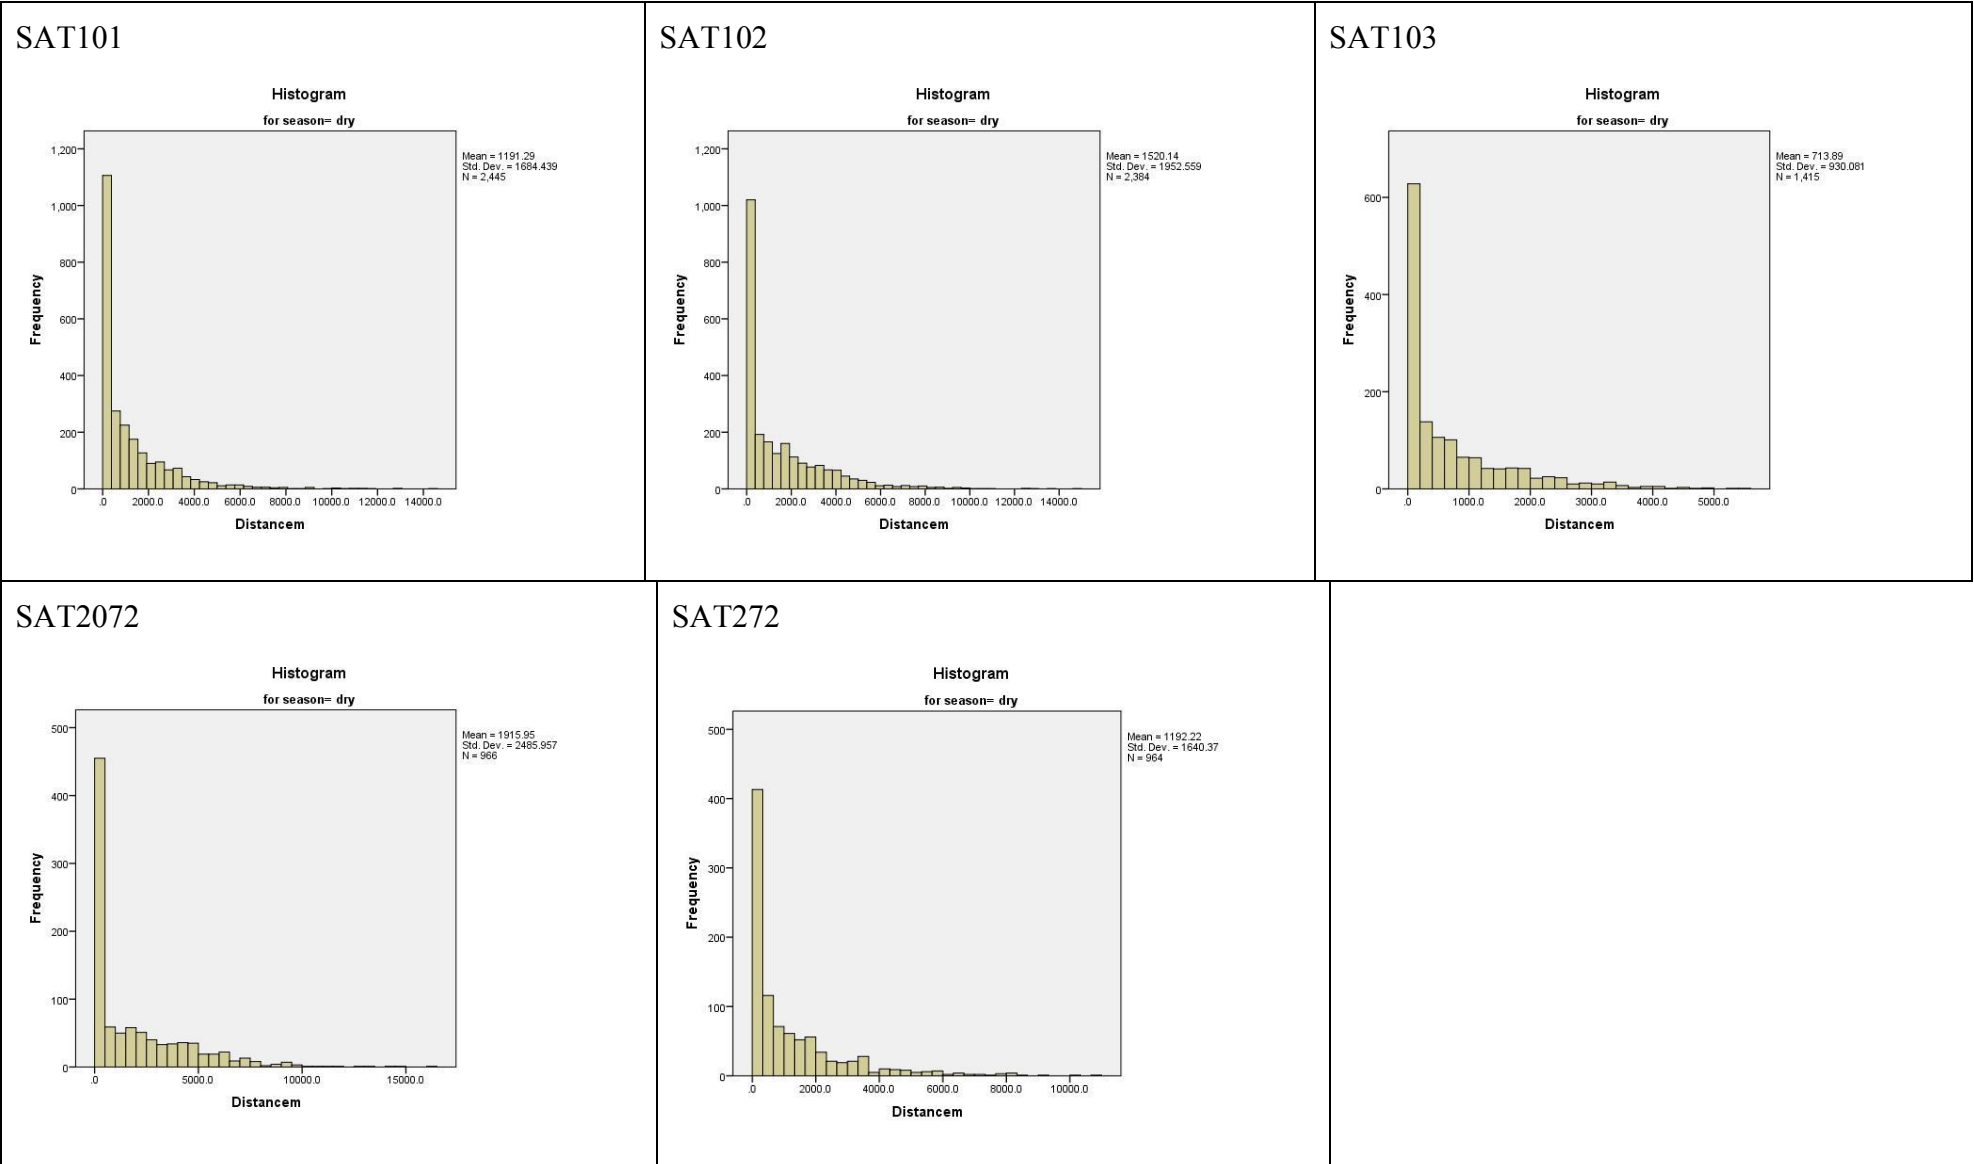 SAT101
Histogram
for season= dry
Mean = 1191.29
Std. Dev. = 1684.439
N = 2,445
1,200
1,000
800
600
400
200
0
Frequency
.0 2000.0 4000.0 6000.0 8000.0 10000.0 12000.0 14000.0
Distancem
SAT102
Histogram
for season= dry
Mean = 1520.14
Std. Dev. = 1952.559
N = 2,384
1,200
1,000
800
600
400
200
0
Frequency
.0 2000.0 4000.0 6000.0 8000.0 10000.0 12000.0 14000.0
Distancem
SAT103
Histogram
for season= dry
Mean = 713.89
Std. Dev. = 930.081
N = 1,415
600
400
200
0
Frequency
.0 1000.0 2000.0 3000.0 4000.0 5000.0
Distancem
SAT2072
Histogram
for season= dry
Mean = 1915.95
Std. Dev. = 2485.957
N = 966
500
400
300
200
100
0
Frequency
.0 5000.0 10000.0 15000.0
Distancem
SAT272
Histogram
for season= dry
Mean = 1192.22
Std. Dev. = 1640.37
N = 964
500
400
300
200
100
0
Frequency
.0 2000.0 4000.0 6000.0 8000.0 10000.0
Distancem